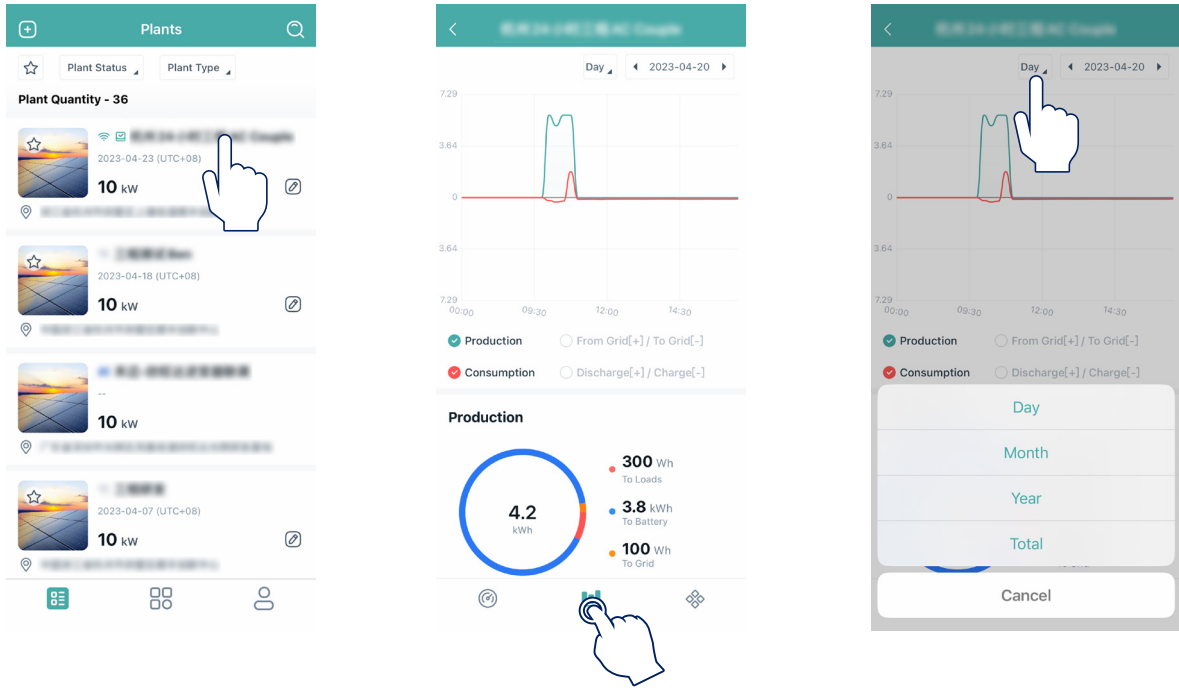 Plants
Plant Status
Plant Type
Plant Quantity - 36
2023-04-23 (UTC+08)
10 kW
2023-04-18 (UTC+08)
10 kW
--
10 kW
2023-04-07 (UTC+08)
10 kW
Day
2023-04-20
7.29
3.64
0
3.64
7.29
00:00
09:30
12:00
14:30
Production
From Grid[+] / To Grid[-]
Consumption
Discharge[+] / Charge[-]
Production
4.2
kWh
300 Wh
To Loads
3.8 kWh
To Battery
100 Wh
To Grid
Day
2023-04-20
7.29
3.64
0
3.64
7.29
00:00
09:30
12:00
14:30
Production
From Grid[+] / To Grid[-]
Consumption
Discharge[+] / Charge[-]
Day
Month
Year
Total
Cancel